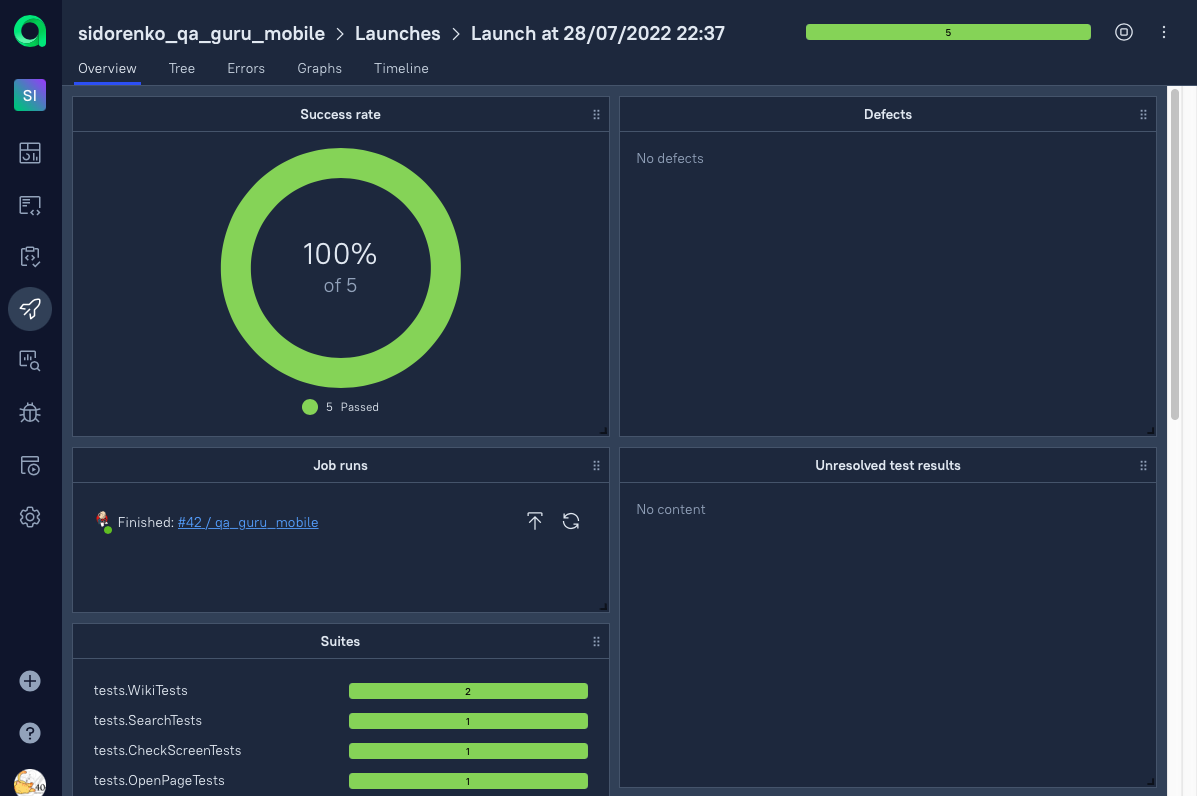 sidorenko_qa_guru_mobile > Launches > Launch at 28/07/2022 22:37
5
Overview Tree Errors Graphs Timeline
SI
Success rate
100%
of 5
5 Passed
Defects
No defects
Job runs
Finished: #42 / qa_guru_mobile
Unresolved test results
No content
Suites
tests.WikiTests 2
tests.SearchTests 1
tests.CheckScreenTests 1
tests.OpenPageTests 1
?